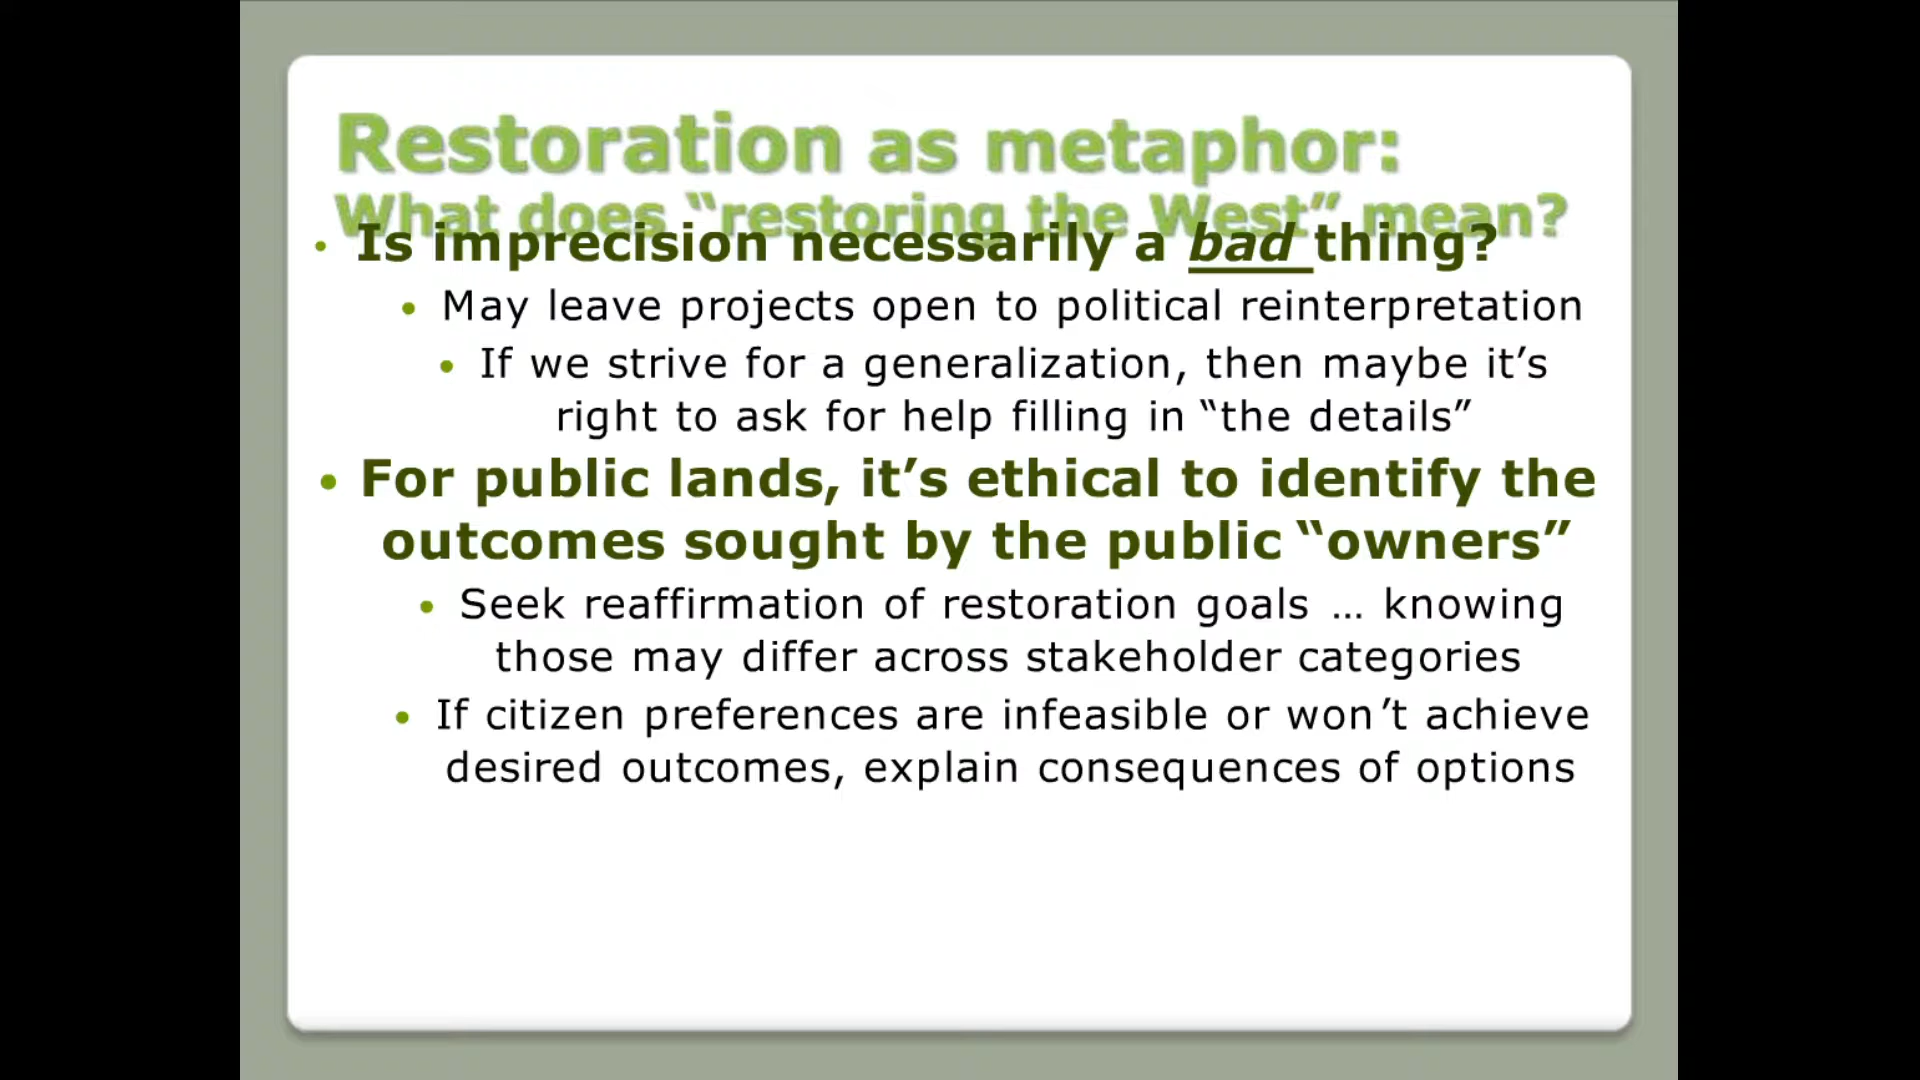 Restoration as metaphor:
What does “restoring the West” mean?
• Is imprecision necessarily a bad thing?
• May leave projects open to political reinterpretation
• If we strive for a generalization, then maybe it’s
right to ask for help filling in “the details”
• For public lands, it’s ethical to identify the
outcomes sought by the public “owners”
• Seek reaffirmation of restoration goals … knowing
those may differ across stakeholder categories
• If citizen preferences are infeasible or won’t achieve
desired outcomes, explain consequences of options